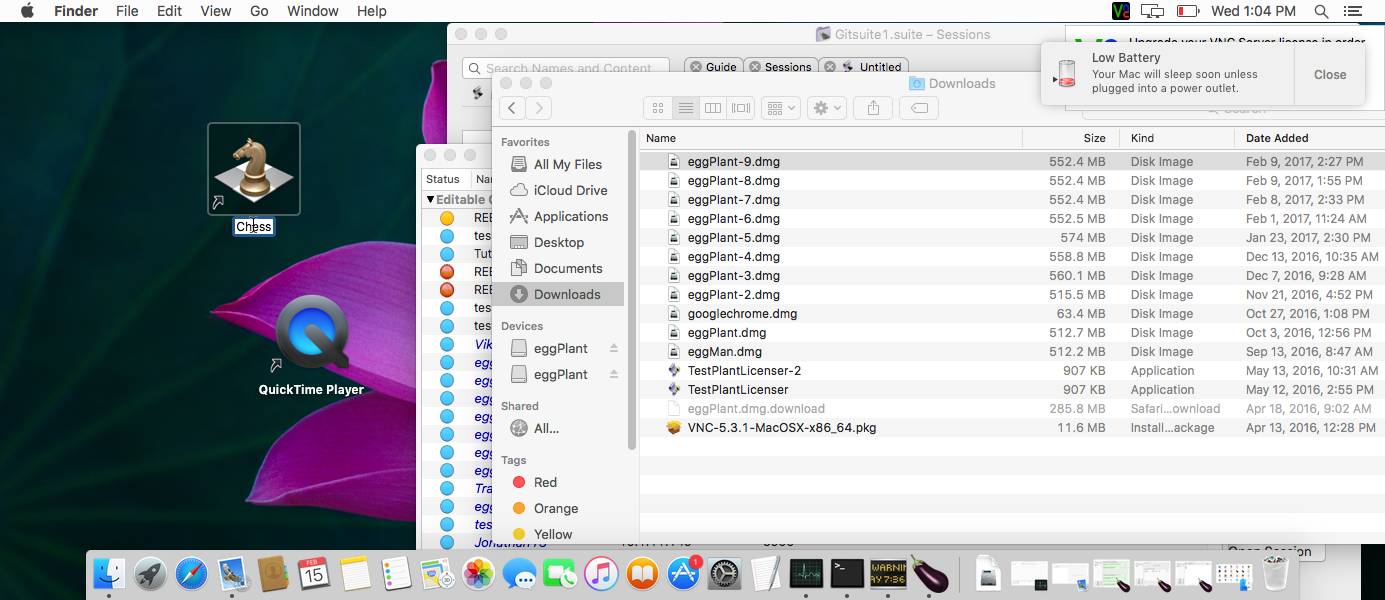 Finder File Edit View Go Window Help
Wed 1:04 PM
Gitsuite1.suite – Sessions
Search Names and Content
Guide
Sessions
Untitled
Upgrade your VNC Server license in order
Low Battery
Your Mac will sleep soon unless
plugged into a power outlet.
Close
Search
Downloads
Chess
QuickTime Player
Status
Editable
REE
tes
Tut
REE
REE
tes
tes
Vik
egg
egg
egg
egg
egg
egg
egg
Tra
egg
tes
Jonathan
Favorites
All My Files
iCloud Drive
Applications
Desktop
Documents
Downloads
Devices
eggPlant
eggPlant
Shared
All...
Tags
Red
Orange
Yellow
Name Size Kind Date Added
eggPlant-9.dmg 552.4 MB Disk Image Feb 9, 2017, 2:27 PM
eggPlant-8.dmg 552.4 MB Disk Image Feb 9, 2017, 1:55 PM
eggPlant-7.dmg 552.4 MB Disk Image Feb 8, 2017, 2:33 PM
eggPlant-6.dmg 552.5 MB Disk Image Feb 1, 2017, 11:24 AM
eggPlant-5.dmg 574 MB Disk Image Jan 23, 2017, 2:30 PM
eggPlant-4.dmg 558.8 MB Disk Image Dec 13, 2016, 10:35 AM
eggPlant-3.dmg 560.1 MB Disk Image Dec 7, 2016, 9:28 AM
eggPlant-2.dmg 515.5 MB Disk Image Nov 21, 2016, 4:52 PM
googlechrome.dmg 63.4 MB Disk Image Oct 27, 2016, 1:08 PM
eggPlant.dmg 512.7 MB Disk Image Oct 3, 2016, 12:56 PM
eggMan.dmg 512.2 MB Disk Image Sep 13, 2016, 8:47 AM
TestPlantLicenser-2 907 KB Application May 13, 2016, 10:31 AM
TestPlantLicenser 907 KB Application May 12, 2016, 2:55 PM
eggPlant.dmg.download 285.8 MB Safari...ownload Apr 18, 2016, 9:02 AM
VNC-5.3.1-MacOSX-x86_64.pkg 11.6 MB Install...ackage Apr 13, 2016, 12:28 PM
Open Session
FEB
15
1
WARNIN
AY 7:36